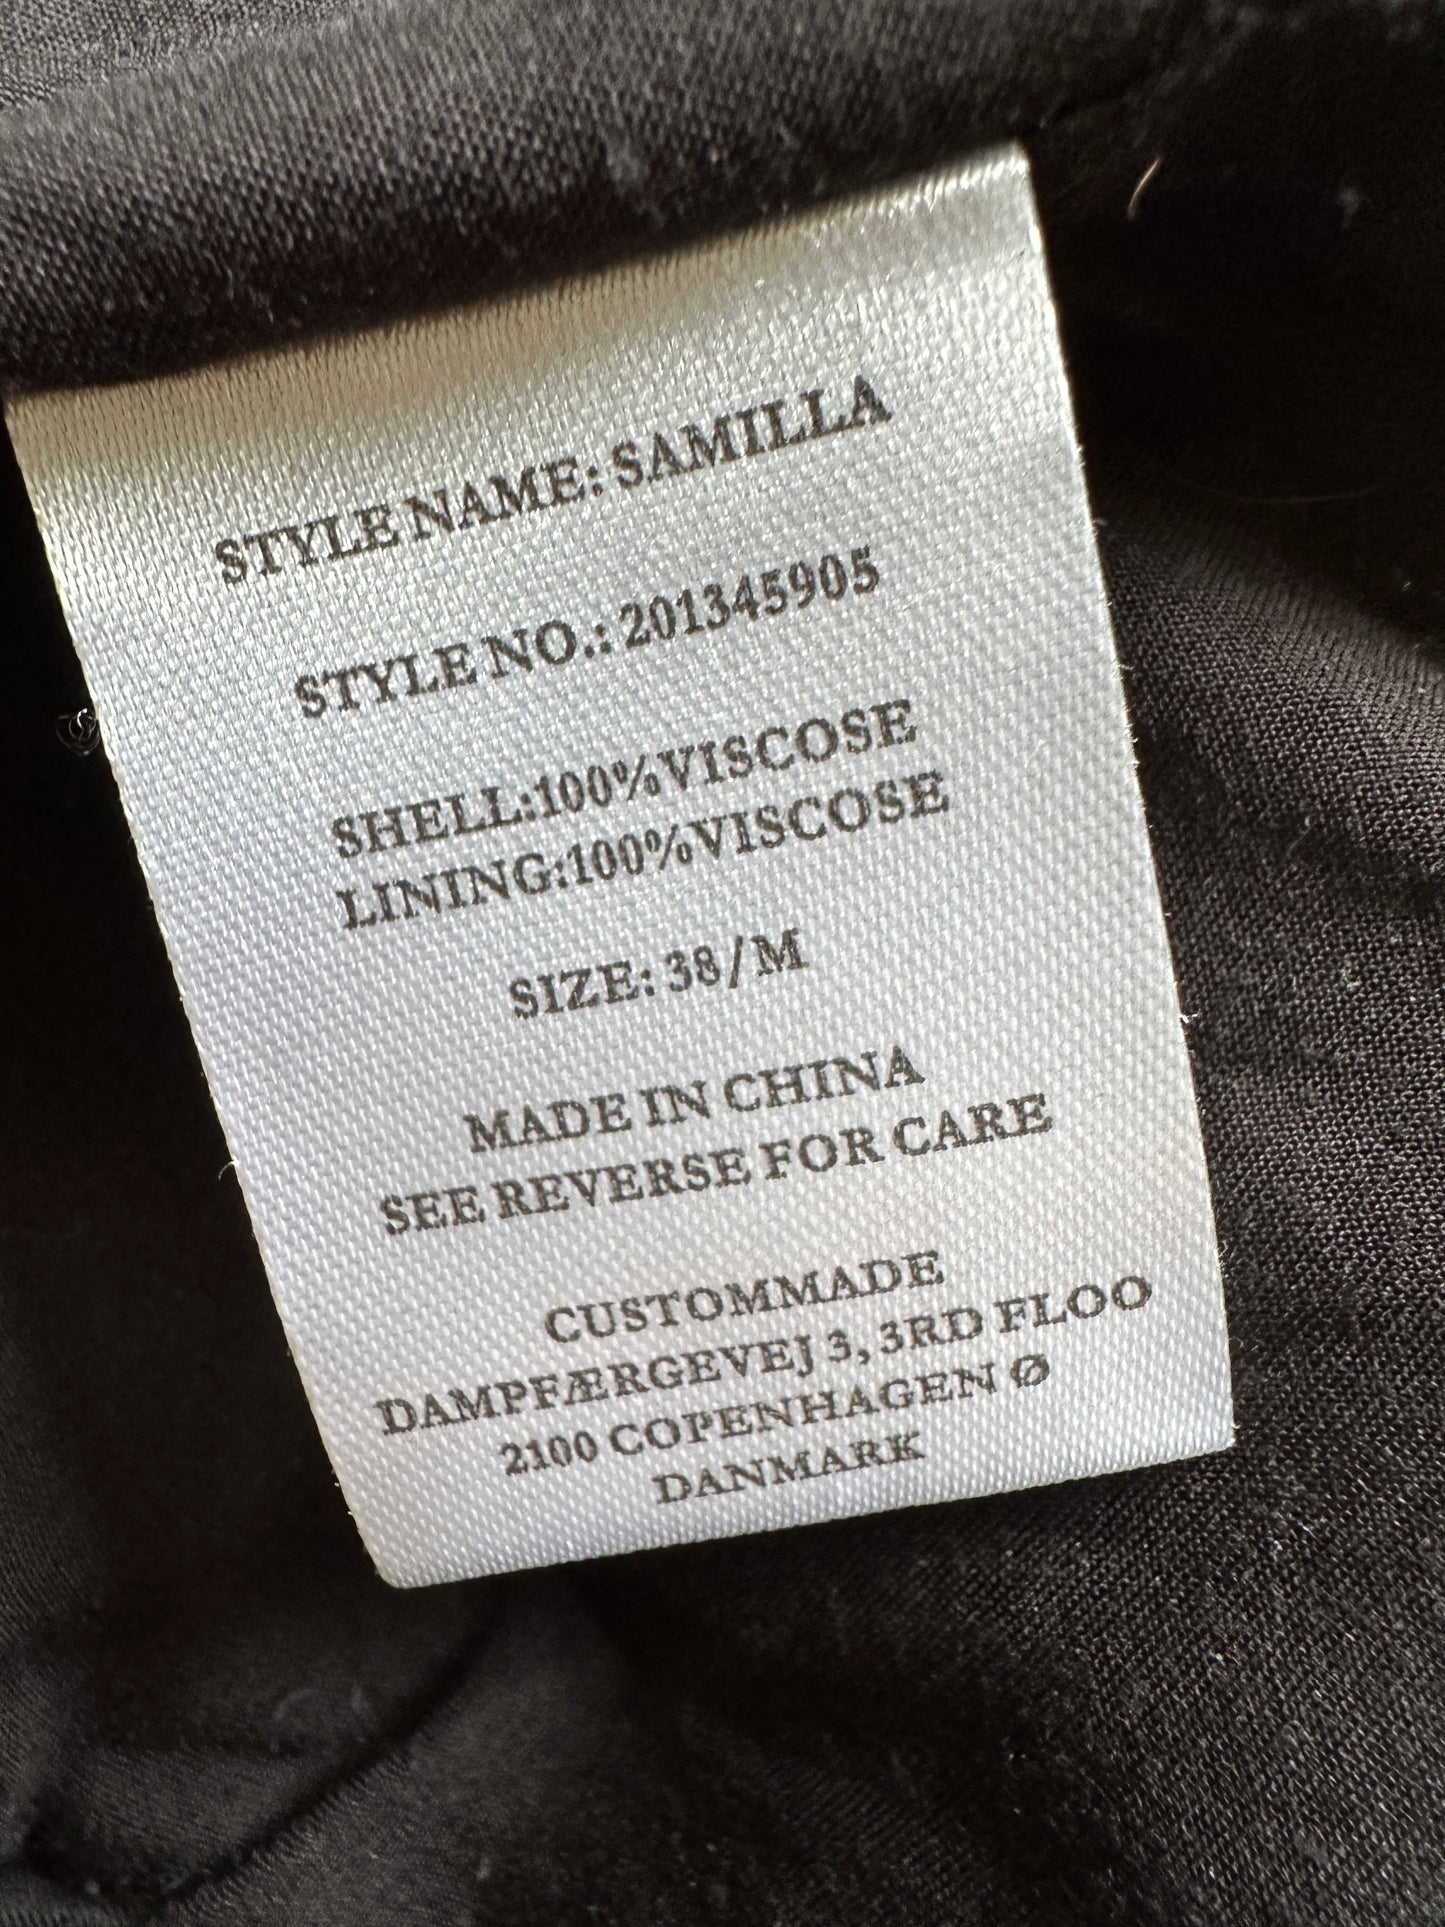 STYLE NAME: SAMILLA
STYLE NO.: 201345905
SHELL:100%VISCOSE
LINING:100%VISCOSE
SIZE: 38/M
MADE IN CHINA
SEE REVERSE FOR CARE
CUSTOMMADE
DAMPFÆRGEVEJ 3, 3RD FLOO
2100 COPENHAGEN Ø
DANMARK